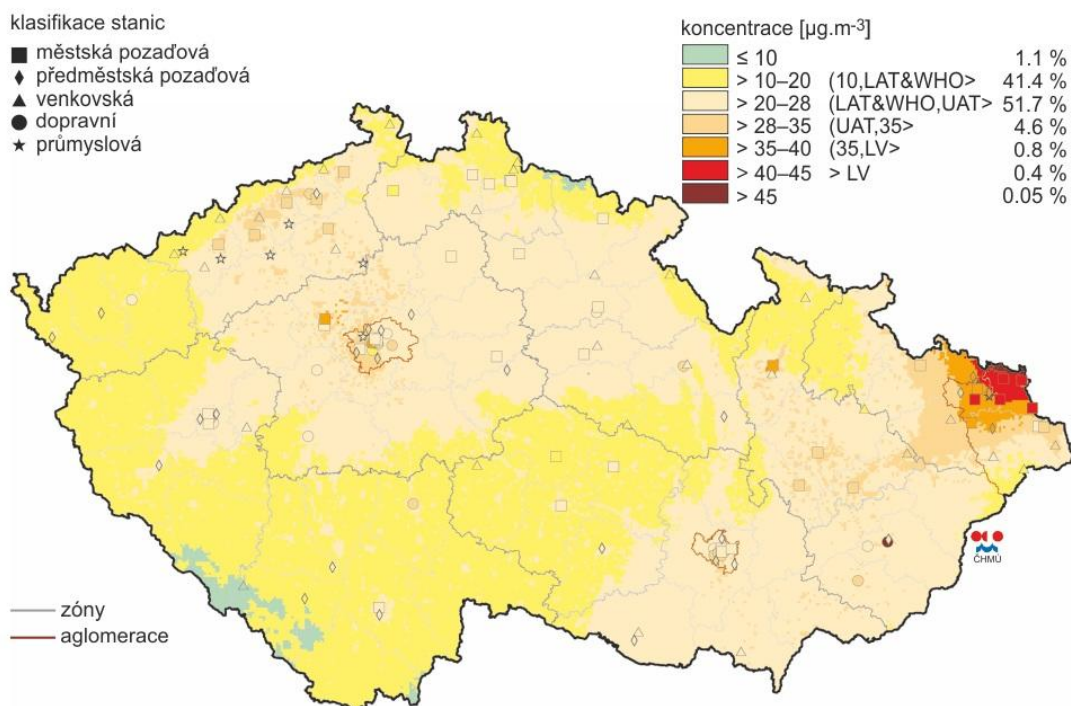 klasifikace stanic
městská pozaďová
předměstská pozaďová
venkovská
dopravní
průmyslová
koncentrace [µg.m-3]
≤ 10 1.1 %
> 10–20 (10,LAT&WHO> 41.4 %
> 20–28 (LAT&WHO,UAT> 51.7 %
> 28–35 (UAT,35> 4.6 %
> 35–40 (35,LV> 0.8 %
> 40–45 > LV 0.4 %
> 45 0.05 %
ČHMÚ
zóny
aglomerace